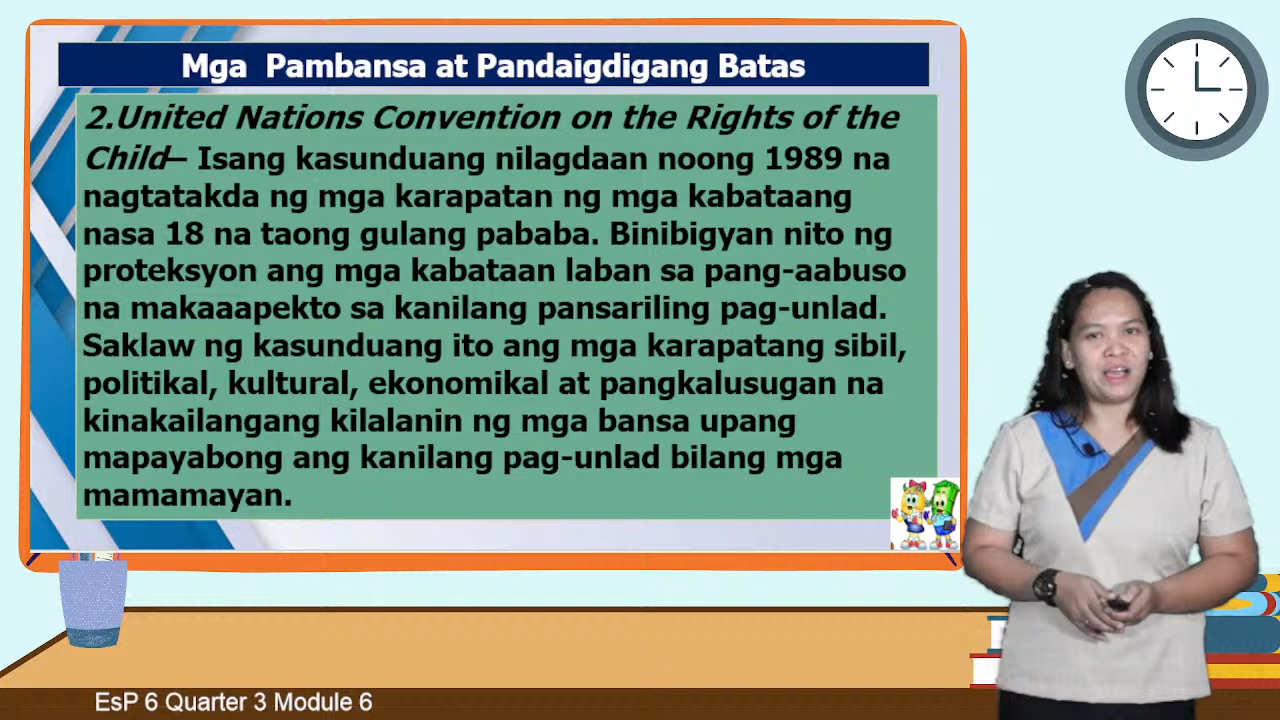 Mga  Pambansa at Pandaigdigang Batas
2.United Nations Convention on the Rights of the
Child– Isang kasunduang nilagdaan noong 1989 na
nagtatakda ng mga karapatan ng mga kabataang
nasa 18 na taong gulang pababa. Binibigyan nito ng
proteksyon ang mga kabataan laban sa pang-aabuso
na makaaapekto sa kanilang pansariling pag-unlad.
Saklaw ng kasunduang ito ang mga karapatang sibil,
politikal, kultural, ekonomikal at pangkalusugan na
kinakailangang kilalanin ng mga bansa upang
mapayabong ang kanilang pag-unlad bilang mga
mamamayan.
EsP 6 Quarter 3 Module 6